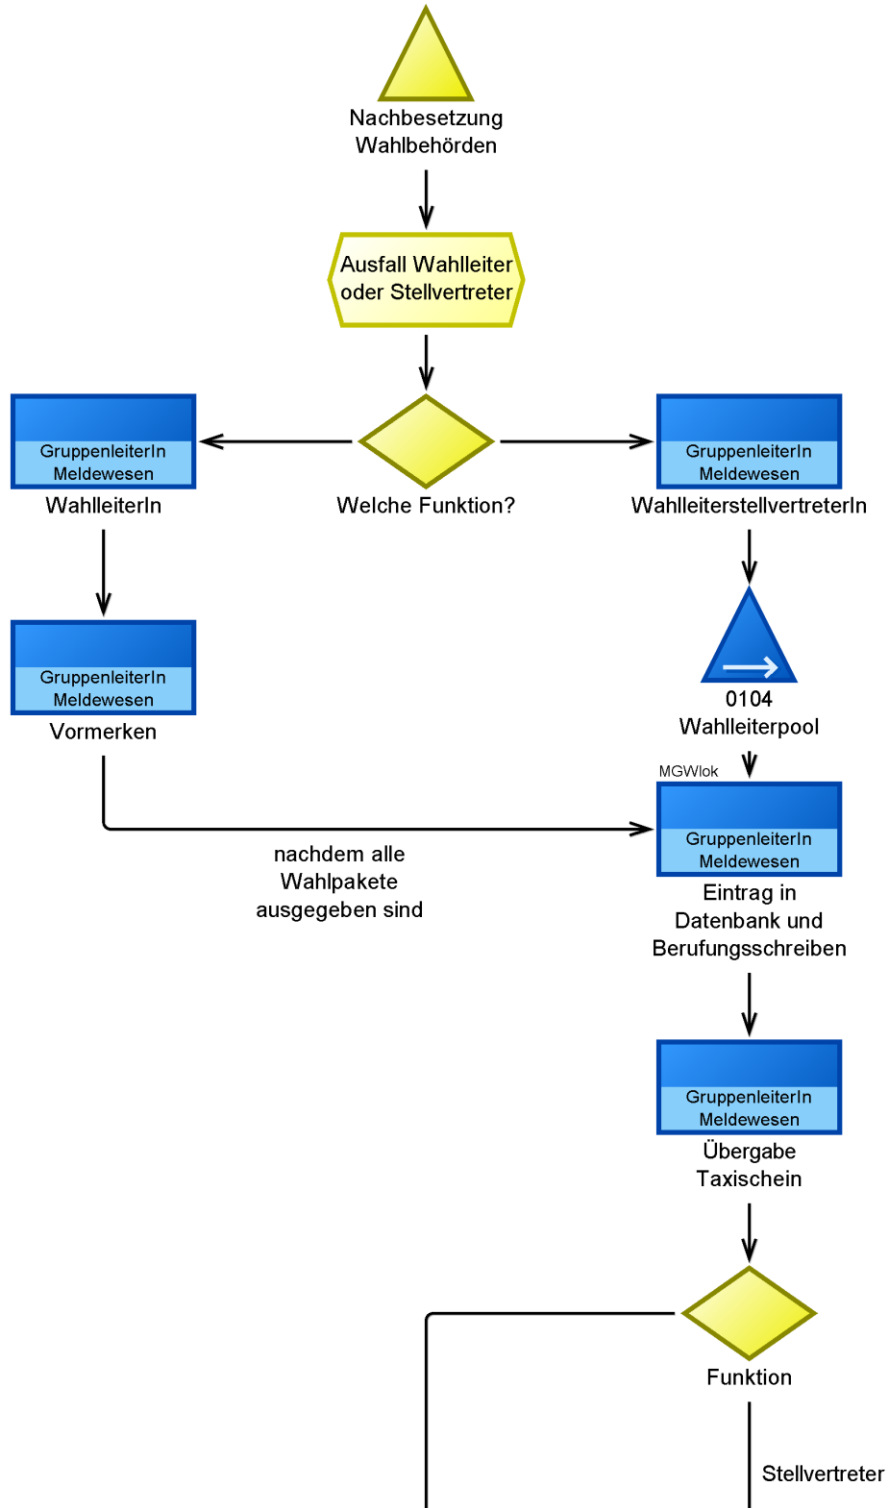 Nachbesetzung
Wahlbehörden
Ausfall Wahlleiter
oder Stellvertreter
GruppenleiterIn
Meldewesen
WahlleiterIn
Welche Funktion?
GruppenleiterIn
Meldewesen
WahlleiterstellvertreterIn
GruppenleiterIn
Meldewesen
Vormerken
0104
Wahlleiterpool
nachdem alle
Wahlpakete
ausgegeben sind
MGWlok
GruppenleiterIn
Meldewesen
Eintrag in
Datenbank und
Berufungsschreiben
GruppenleiterIn
Meldewesen
Übergabe
Taxischein
Funktion
Stellvertreter